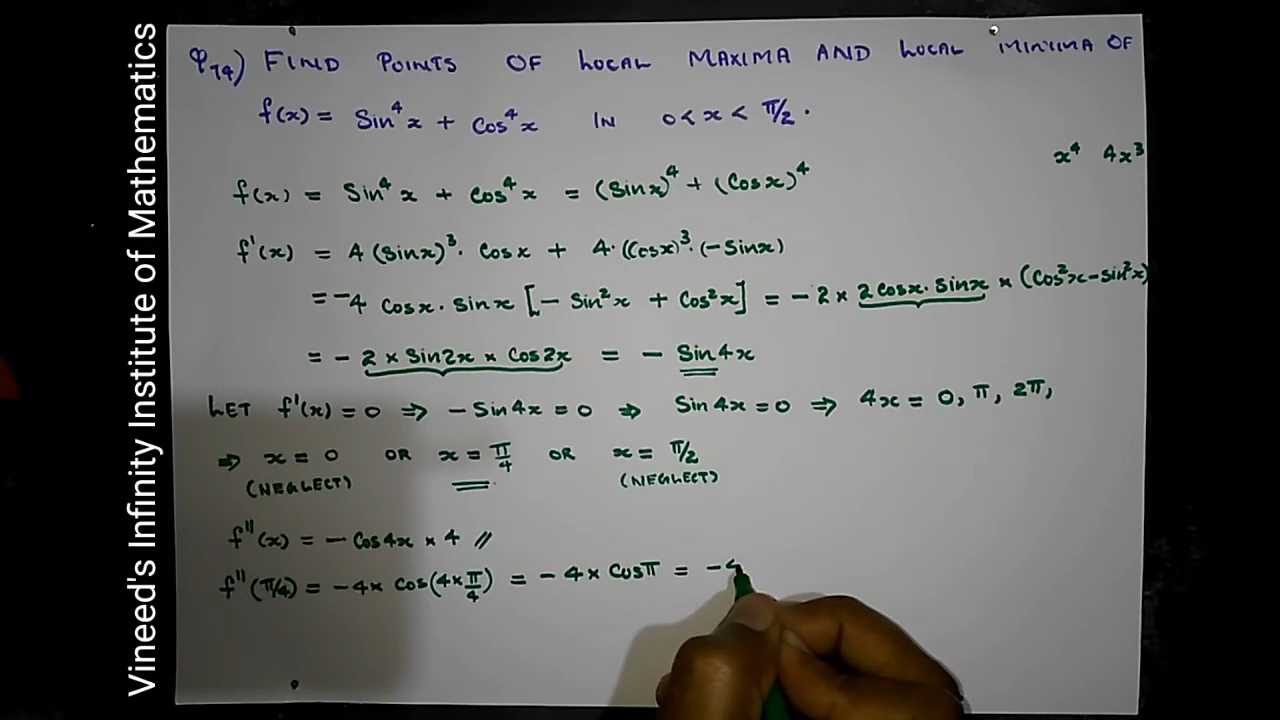 Vineed's Infinity Institute of Mathematics
Q74) FIND POINTS OF LOCAL MAXIMA AND LOCAL MINIMA OF
f(x) = Sin⁴x + Cos⁴x IN 0 < x < π/2.
x⁴ 4x³
f(x) = Sin⁴x + Cos⁴x = (Sinx)⁴ + (Cosx)⁴
f'(x) = 4(Sinx)³. Cosx + 4.(Cosx)³.(-Sinx)
= -4 Cosx. Sinx [- Sin²x + Cos²x] = -2 × 2Cosx. Sinx × (Cos²x-sin²x)
= - 2 × Sin2x × Cos2x = - Sin4x
LET f'(x) = 0 ⇒ -Sin4x = 0 ⇒ Sin4x = 0 ⇒ 4x = 0, π, 2π,
⇒ x = 0 OR x = π/4 OR x = π/2
(NEGLECT) (NEGLECT)
f''(x) = - Cos4x × 4 //
f''(π/4) = -4× Cos(4×π/4) = -4× Cosπ = -